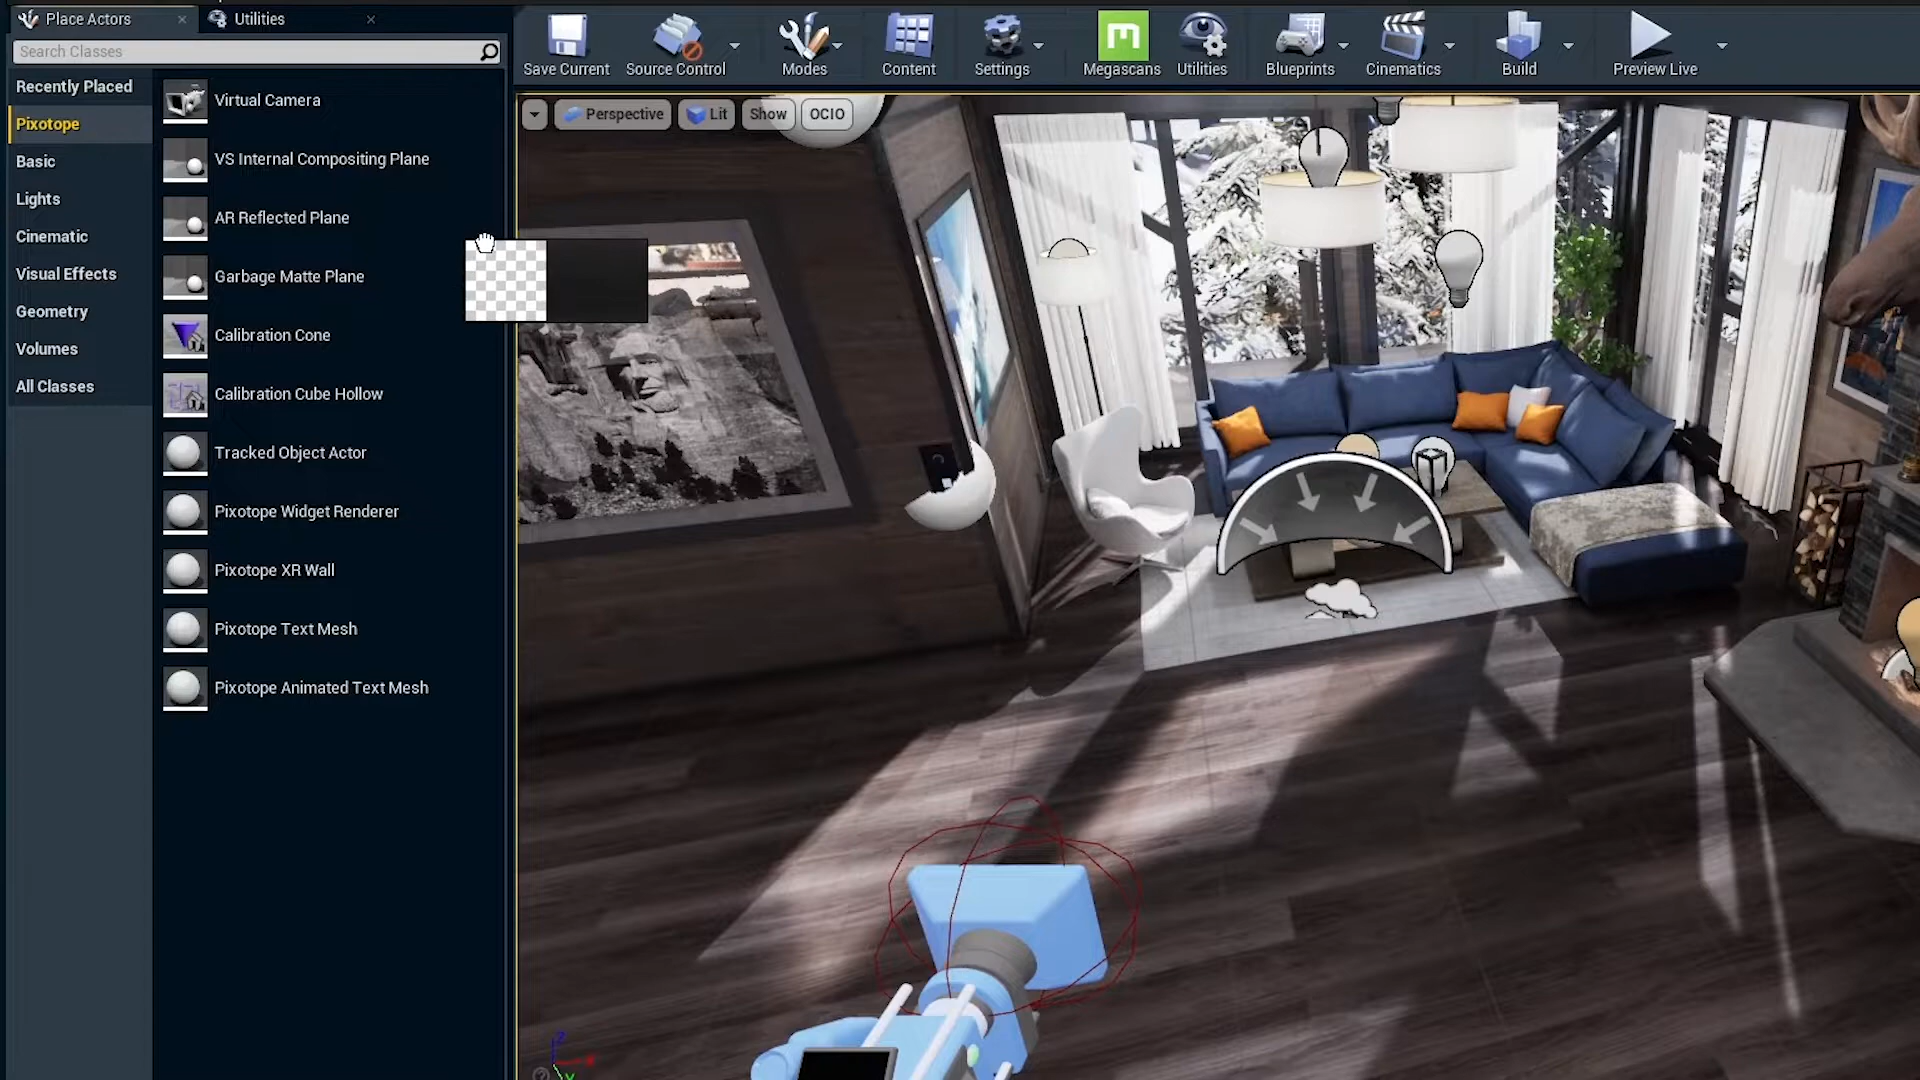 Place Actors
Utilities
Search Classes
Recently Placed
Pixotope
Basic
Lights
Cinematic
Visual Effects
Geometry
Volumes
All Classes
Virtual Camera
VS Internal Compositing Plane
AR Reflected Plane
Garbage Matte Plane
Calibration Cone
Calibration Cube Hollow
Tracked Object Actor
Pixotope Widget Renderer
Pixotope XR Wall
Pixotope Text Mesh
Pixotope Animated Text Mesh
Save Current
Source Control
Modes
Content
Settings
Megascans
Utilities
Blueprints
Cinematics
Build
Preview Live
Perspective
Lit
Show
OCIO
Z
X
Y